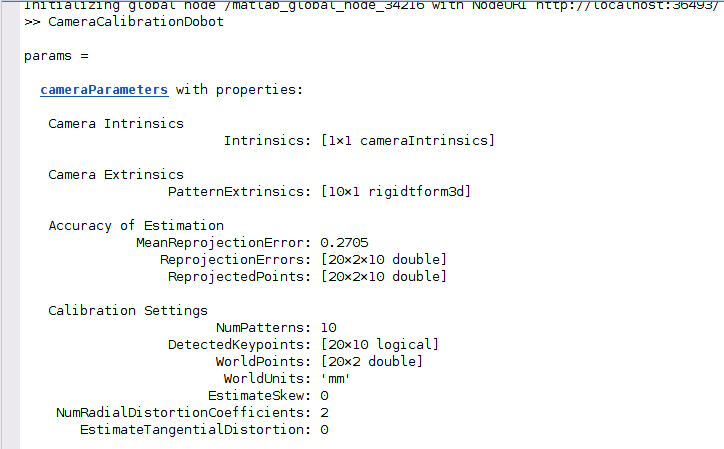 Initializing global node /matlab_global_node_34216 with NodeURI http://localhost:36493/
>> CameraCalibrationDobot
params =
cameraParameters with properties:
Camera Intrinsics
Intrinsics: [1×1 cameraIntrinsics]
Camera Extrinsics
PatternExtrinsics: [10×1 rigidtform3d]
Accuracy of Estimation
MeanReprojectionError: 0.2705
ReprojectionErrors: [20×2×10 double]
ReprojectedPoints: [20×2×10 double]
Calibration Settings
NumPatterns: 10
DetectedKeypoints: [20×10 logical]
WorldPoints: [20×2 double]
WorldUnits: 'mm'
EstimateSkew: 0
NumRadialDistortionCoefficients: 2
EstimateTangentialDistortion: 0